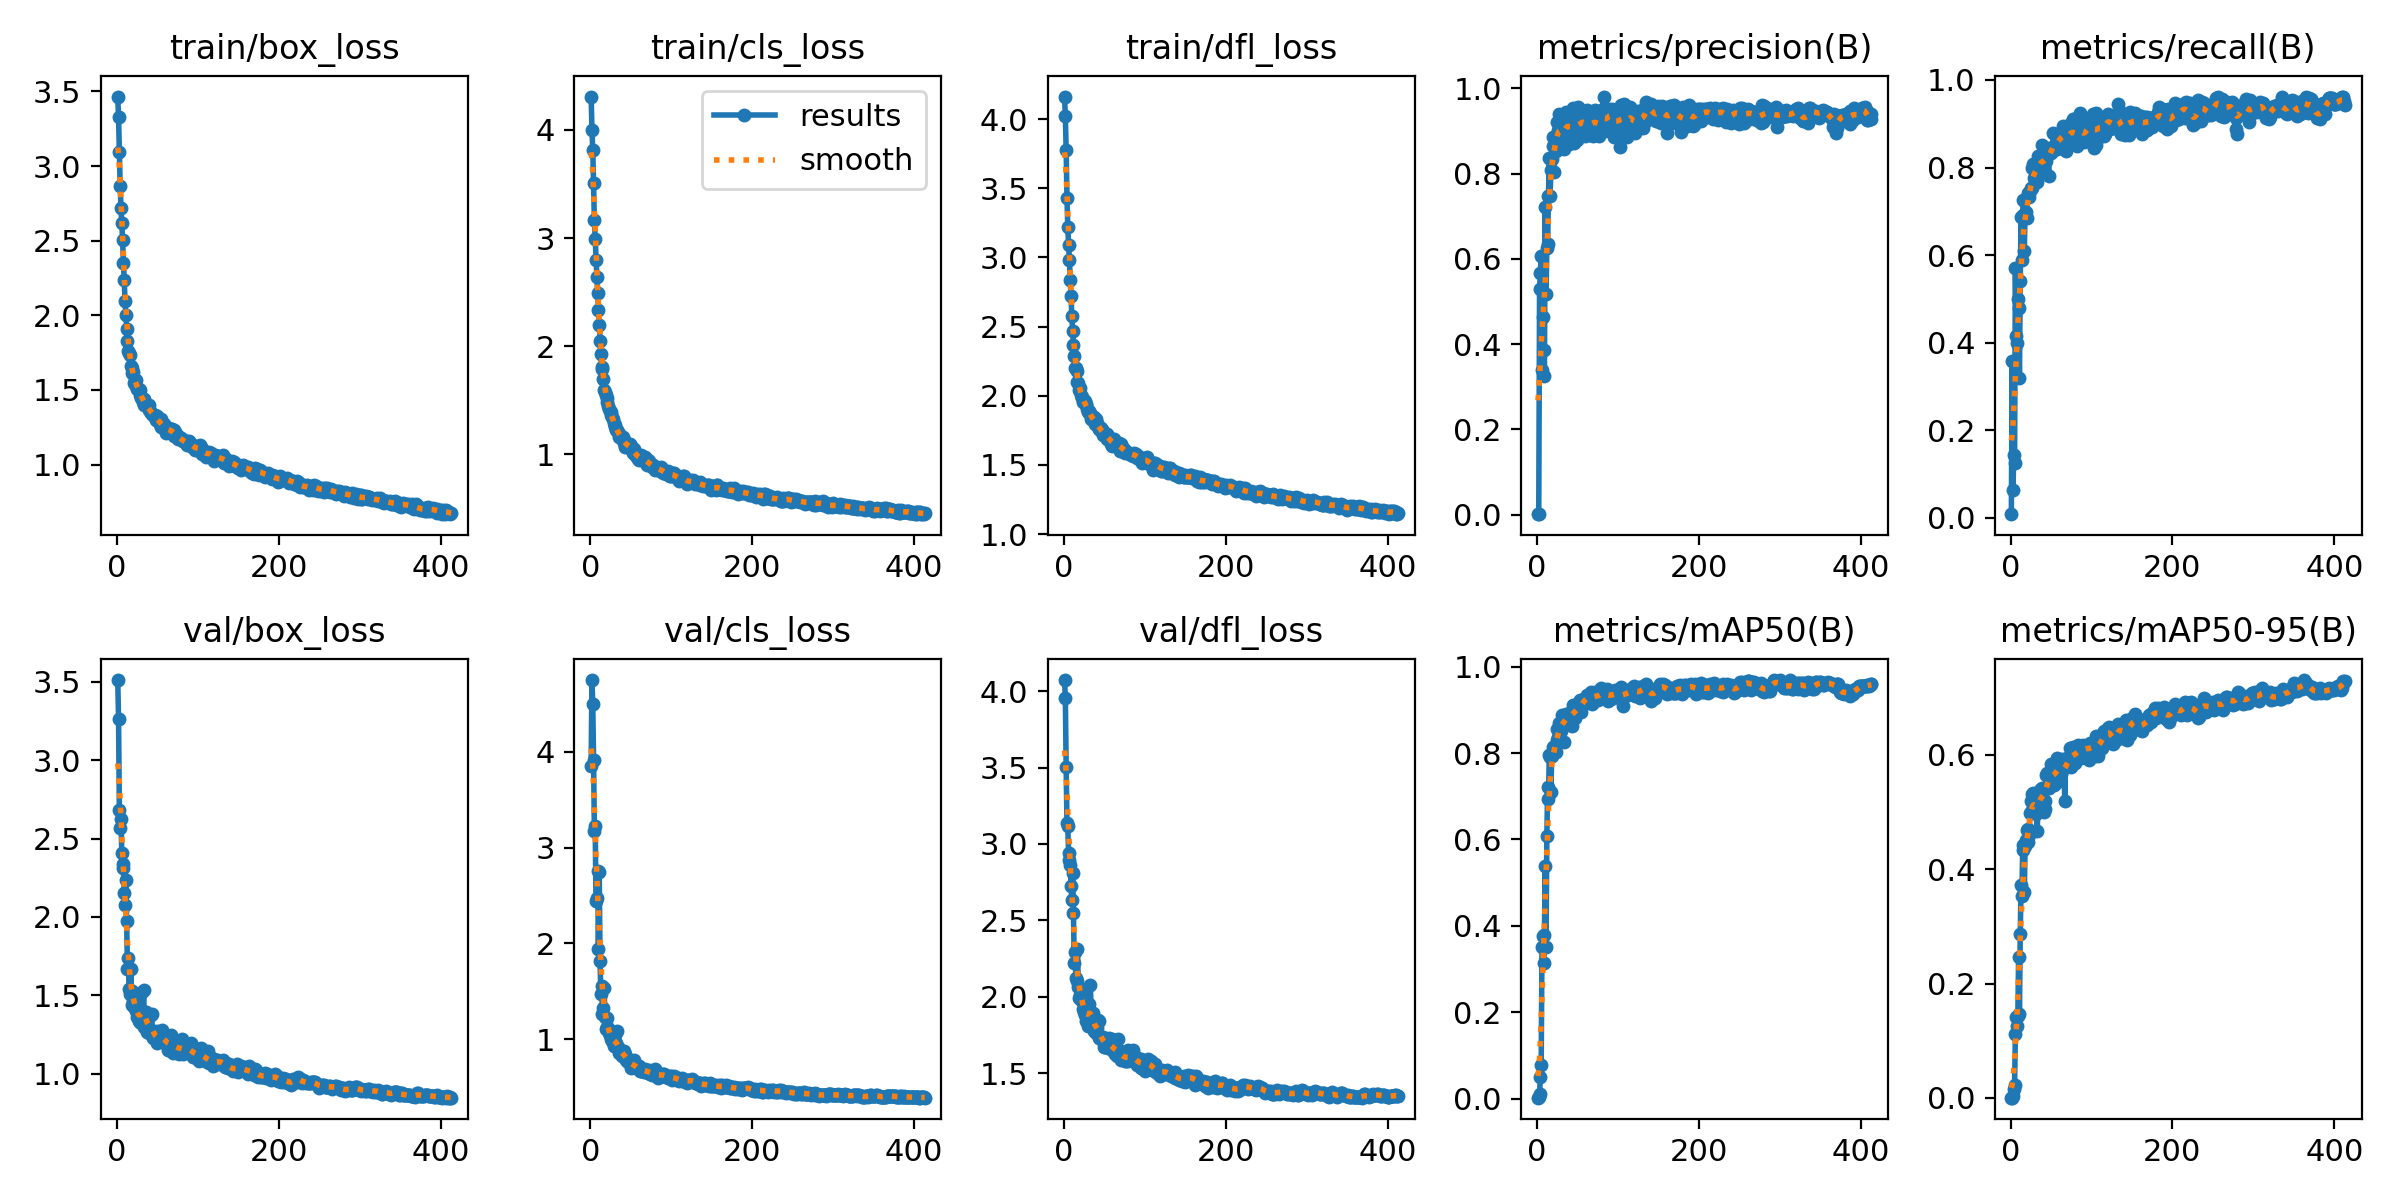 train/box_loss
3.5
3.0
2.5
2.0
1.5
1.0
0 200 400
train/cls_loss
results
smooth
4
3
2
1
0 200 400
train/dfl_loss
4.0
3.5
3.0
2.5
2.0
1.5
1.0
0 200 400
metrics/precision(B)
1.0
0.8
0.6
0.4
0.2
0.0
0 200 400
metrics/recall(B)
1.0
0.8
0.6
0.4
0.2
0.0
0 200 400
val/box_loss
3.5
3.0
2.5
2.0
1.5
1.0
0 200 400
val/cls_loss
4
3
2
1
0 200 400
val/dfl_loss
4.0
3.5
3.0
2.5
2.0
1.5
0 200 400
metrics/mAP50(B)
1.0
0.8
0.6
0.4
0.2
0.0
0 200 400
metrics/mAP50-95(B)
0.6
0.4
0.2
0.0
0 200 400